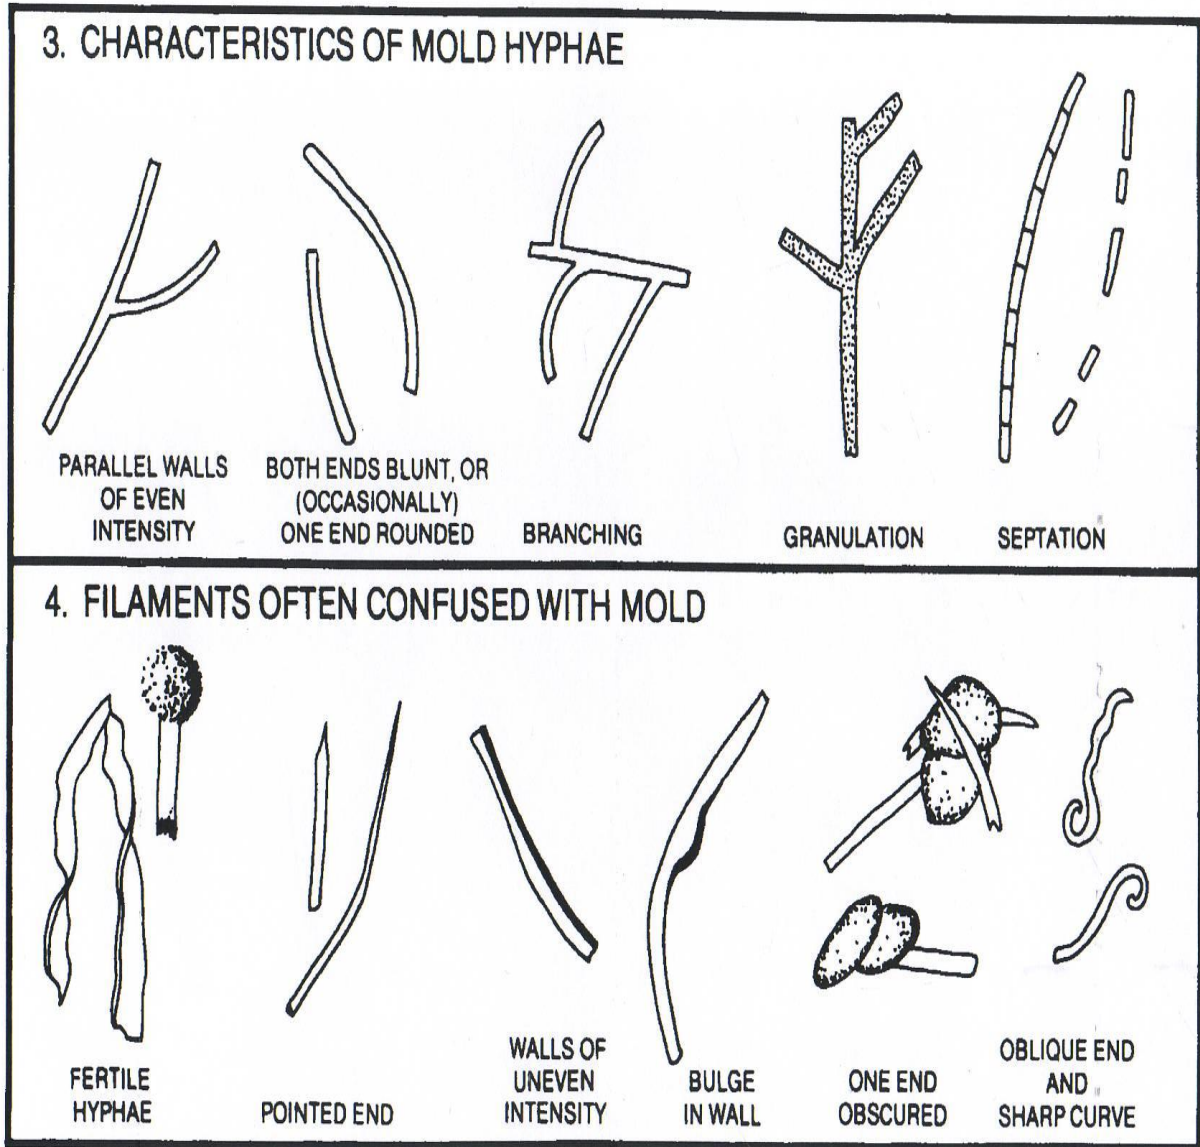 3. CHARACTERISTICS OF MOLD HYPHAE
PARALLEL WALLS
OF EVEN
INTENSITY
BOTH ENDS BLUNT, OR
(OCCASIONALLY)
ONE END ROUNDED
BRANCHING
GRANULATION
SEPTATION
4. FILAMENTS OFTEN CONFUSED WITH MOLD
FERTILE
HYPHAE
POINTED END
WALLS OF
UNEVEN
INTENSITY
BULGE
IN WALL
ONE END
OBSCURED
OBLIQUE END
AND
SHARP CURVE